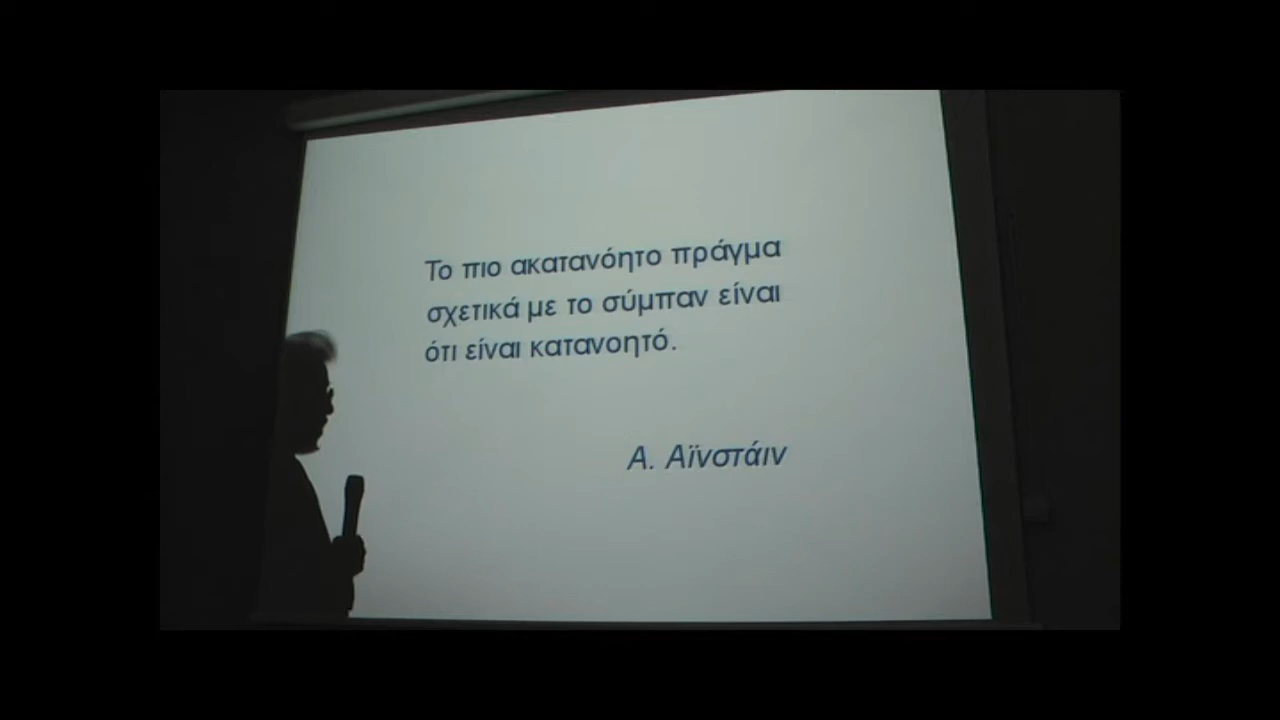 Το πιο ακατανόητο πράγμα
σχετικά με το σύμπαν είναι
ότι είναι κατανοητό.
Α. Αϊνστάιν